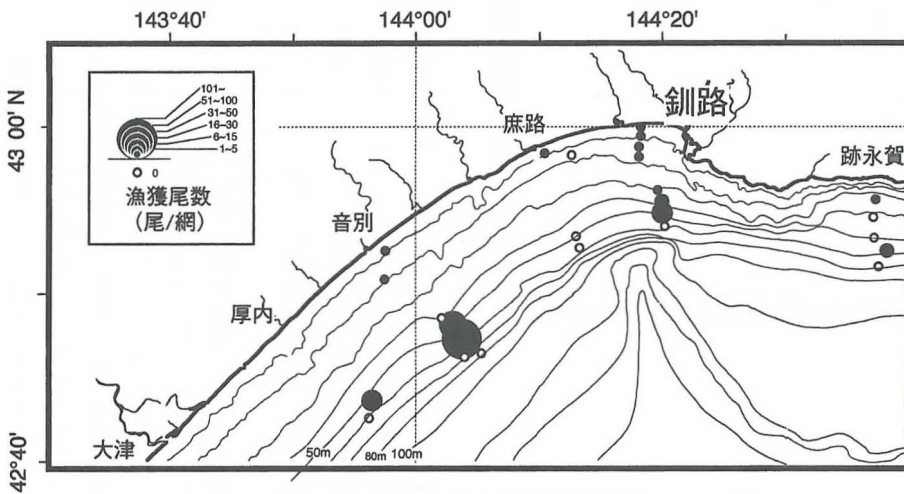 143°40'
144°00'
144°20'
43°00' N
42°40'
101~
51~100
31~50
16~30
6~15
1~5
0
漁獲尾数
(尾/網)
釧路
庶路
跡永賀
音別
厚内
大津
50m
80m
100m